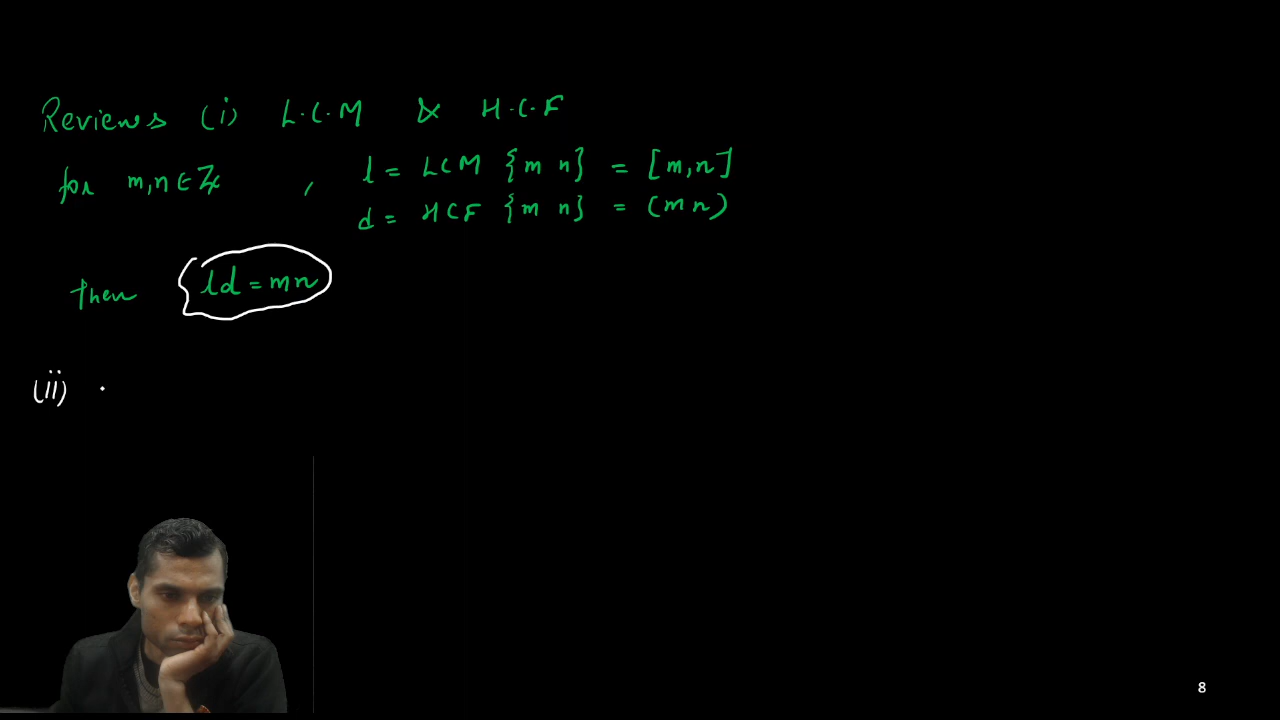 Reviews (i) L.C.M & H.C.F
for m,n ∈ ℤ , l = LCM {m n} = [m,n]
d = HCF {m n} = (m n)
then ld = mn
(ii)
8